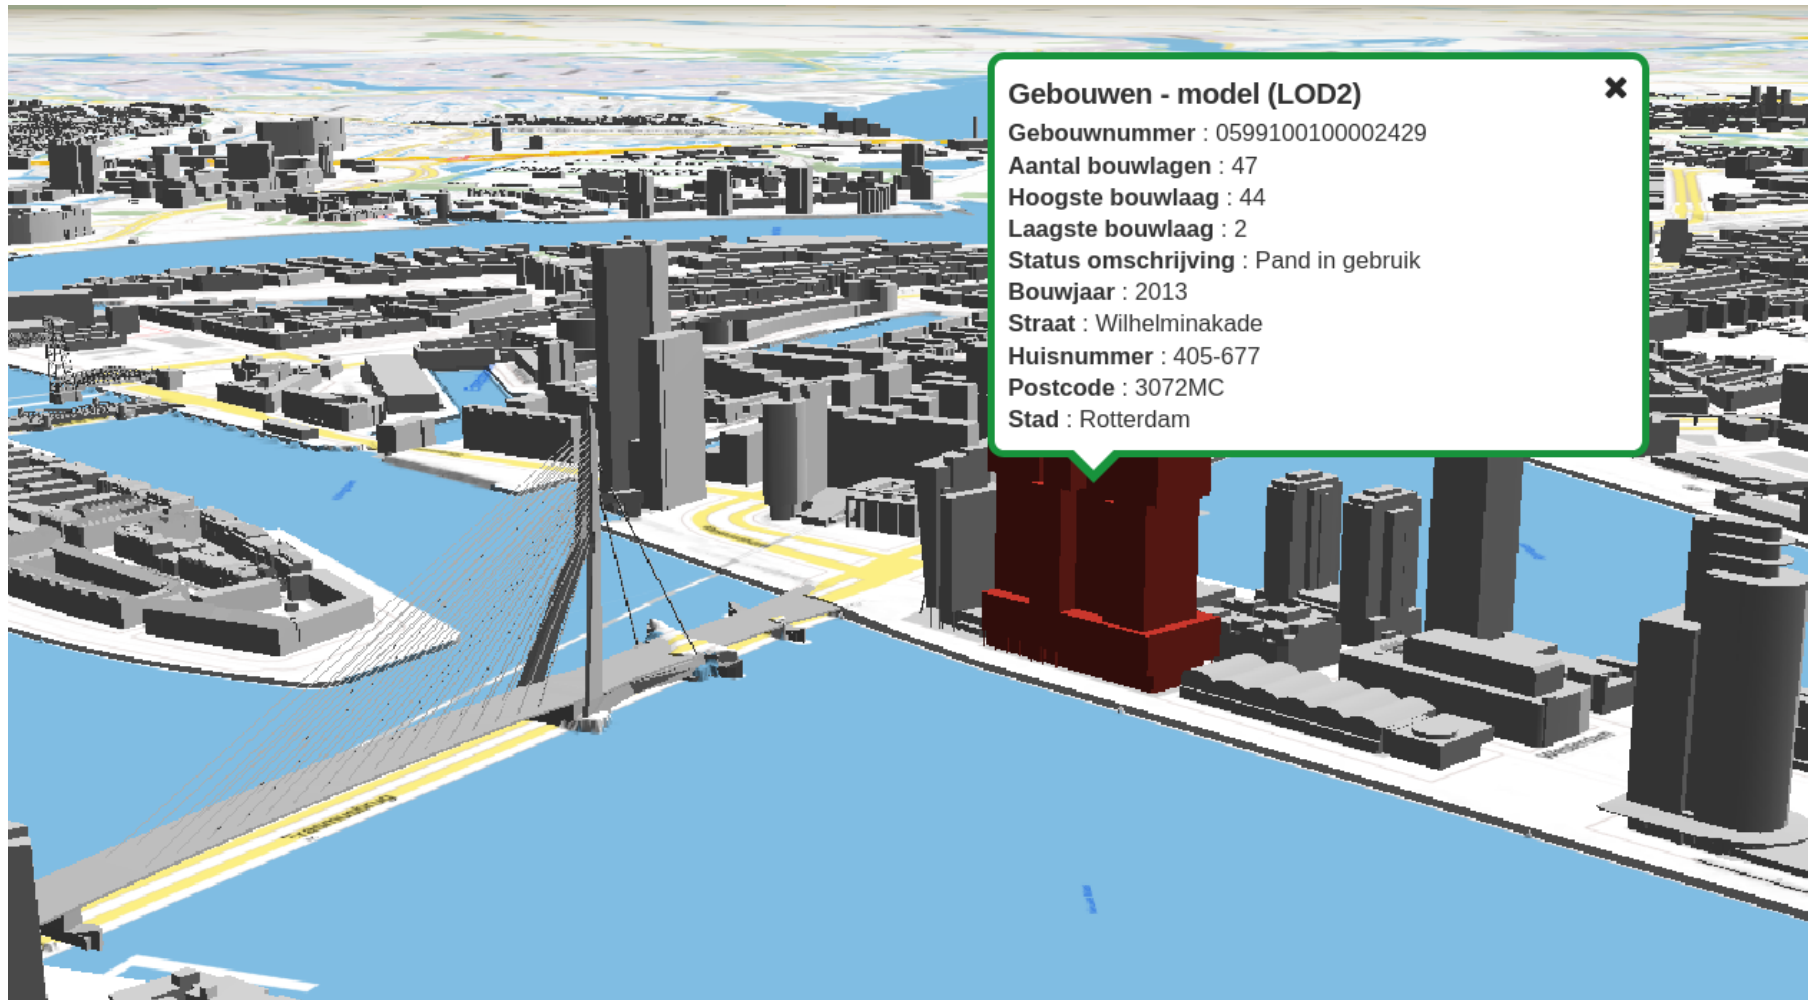 Gebouwen - model (LOD2)
Gebouwnummer : 0599100100002429
Aantal bouwlagen : 47
Hoogste bouwlaag : 44
Laagste bouwlaag : 2
Status omschrijving : Pand in gebruik
Bouwjaar : 2013
Straat : Wilhelminakade
Huisnummer : 405-677
Postcode : 3072MC
Stad : Rotterdam